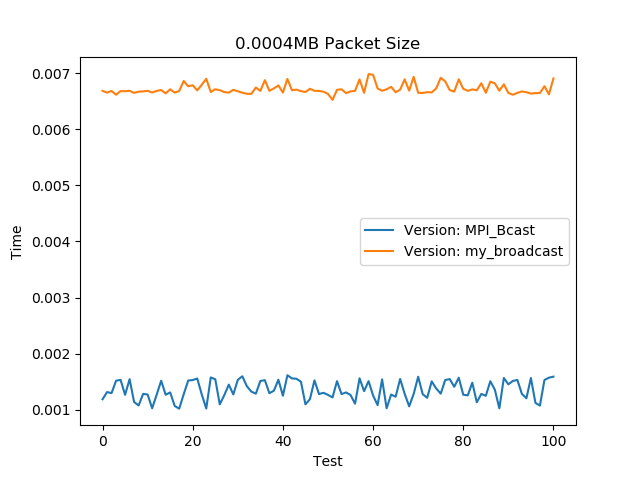 0.0004MB Packet Size
0.007
0.006
0.005
0.004
0.003
0.002
0.001
Time
Version: MPI_Bcast
Version: my_broadcast
0 20 40 60 80 100
Test